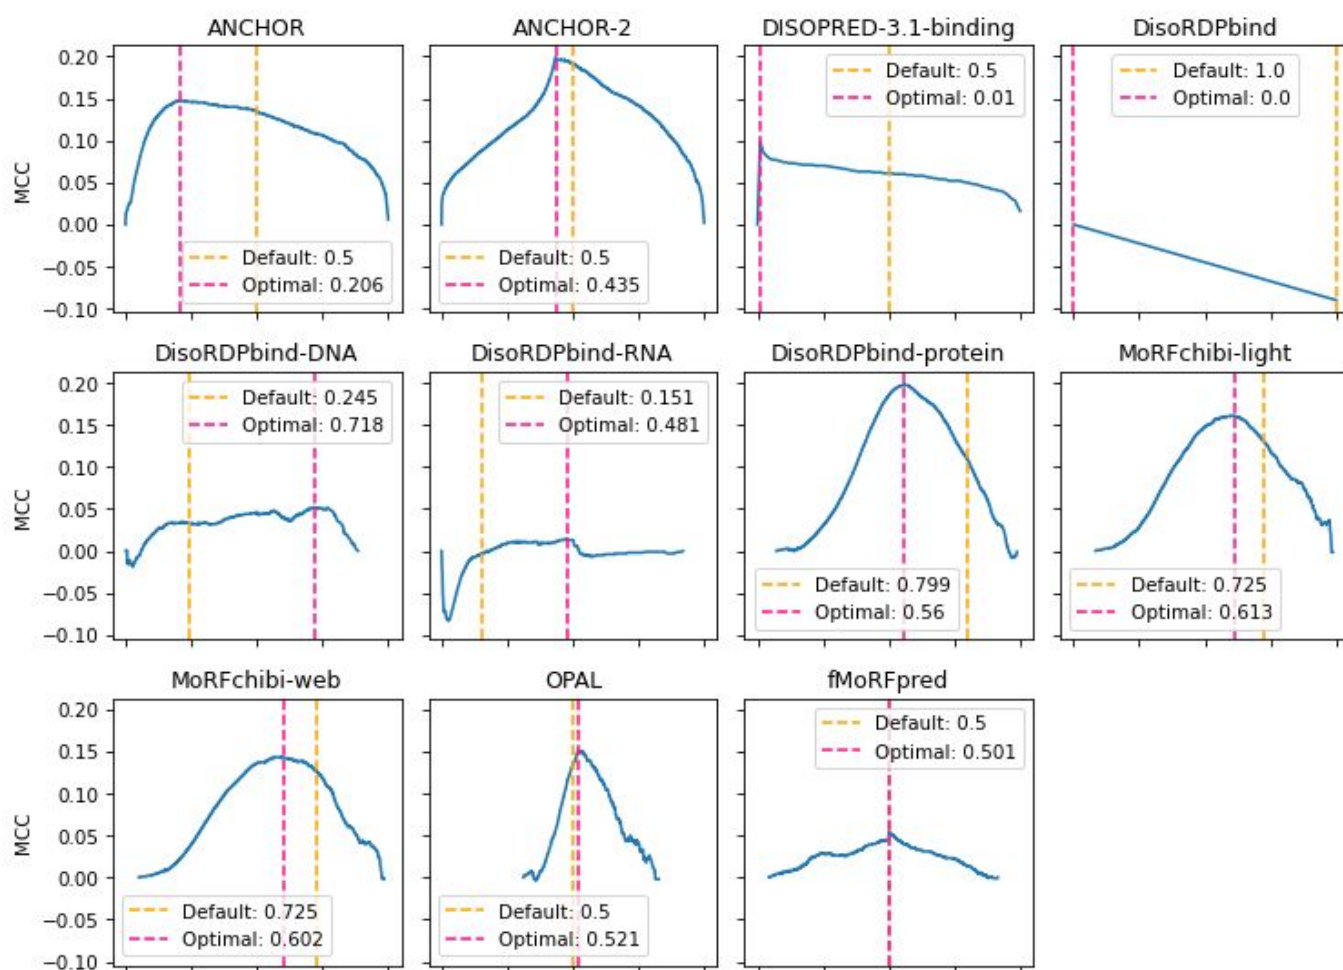 ANCHOR
ANCHOR-2
DISOPRED-3.1-binding
DisoRDPbind
MCC
0.20
0.15
0.10
0.05
0.00
−0.05
−0.10
Default: 0.5
Optimal: 0.206
Default: 0.5
Optimal: 0.435
Default: 0.5
Optimal: 0.01
Default: 1.0
Optimal: 0.0
DisoRDPbind-DNA
DisoRDPbind-RNA
DisoRDPbind-protein
MoRFchibi-light
MCC
0.20
0.15
0.10
0.05
0.00
−0.05
−0.10
Default: 0.245
Optimal: 0.718
Default: 0.151
Optimal: 0.481
Default: 0.799
Optimal: 0.56
Default: 0.725
Optimal: 0.613
MoRFchibi-web
OPAL
fMoRFpred
MCC
0.20
0.15
0.10
0.05
0.00
−0.05
−0.10
Default: 0.725
Optimal: 0.602
Default: 0.5
Optimal: 0.521
Default: 0.5
Optimal: 0.501